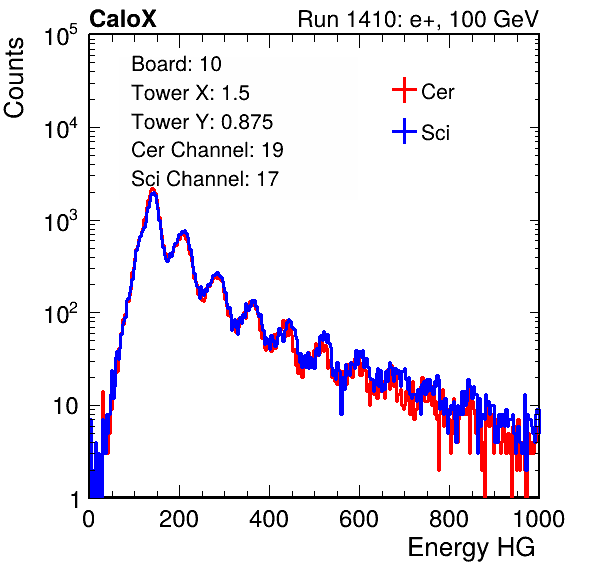 CaloX Run 1410: e+, 100 GeV
Counts
10^5
Board: 10
Tower X: 1.5
Tower Y: 0.875
Cer Channel: 19
Sci Channel: 17
Cer
Sci
10^4
10^3
10^2
10
1
0 200 400 600 800 1000
Energy HG